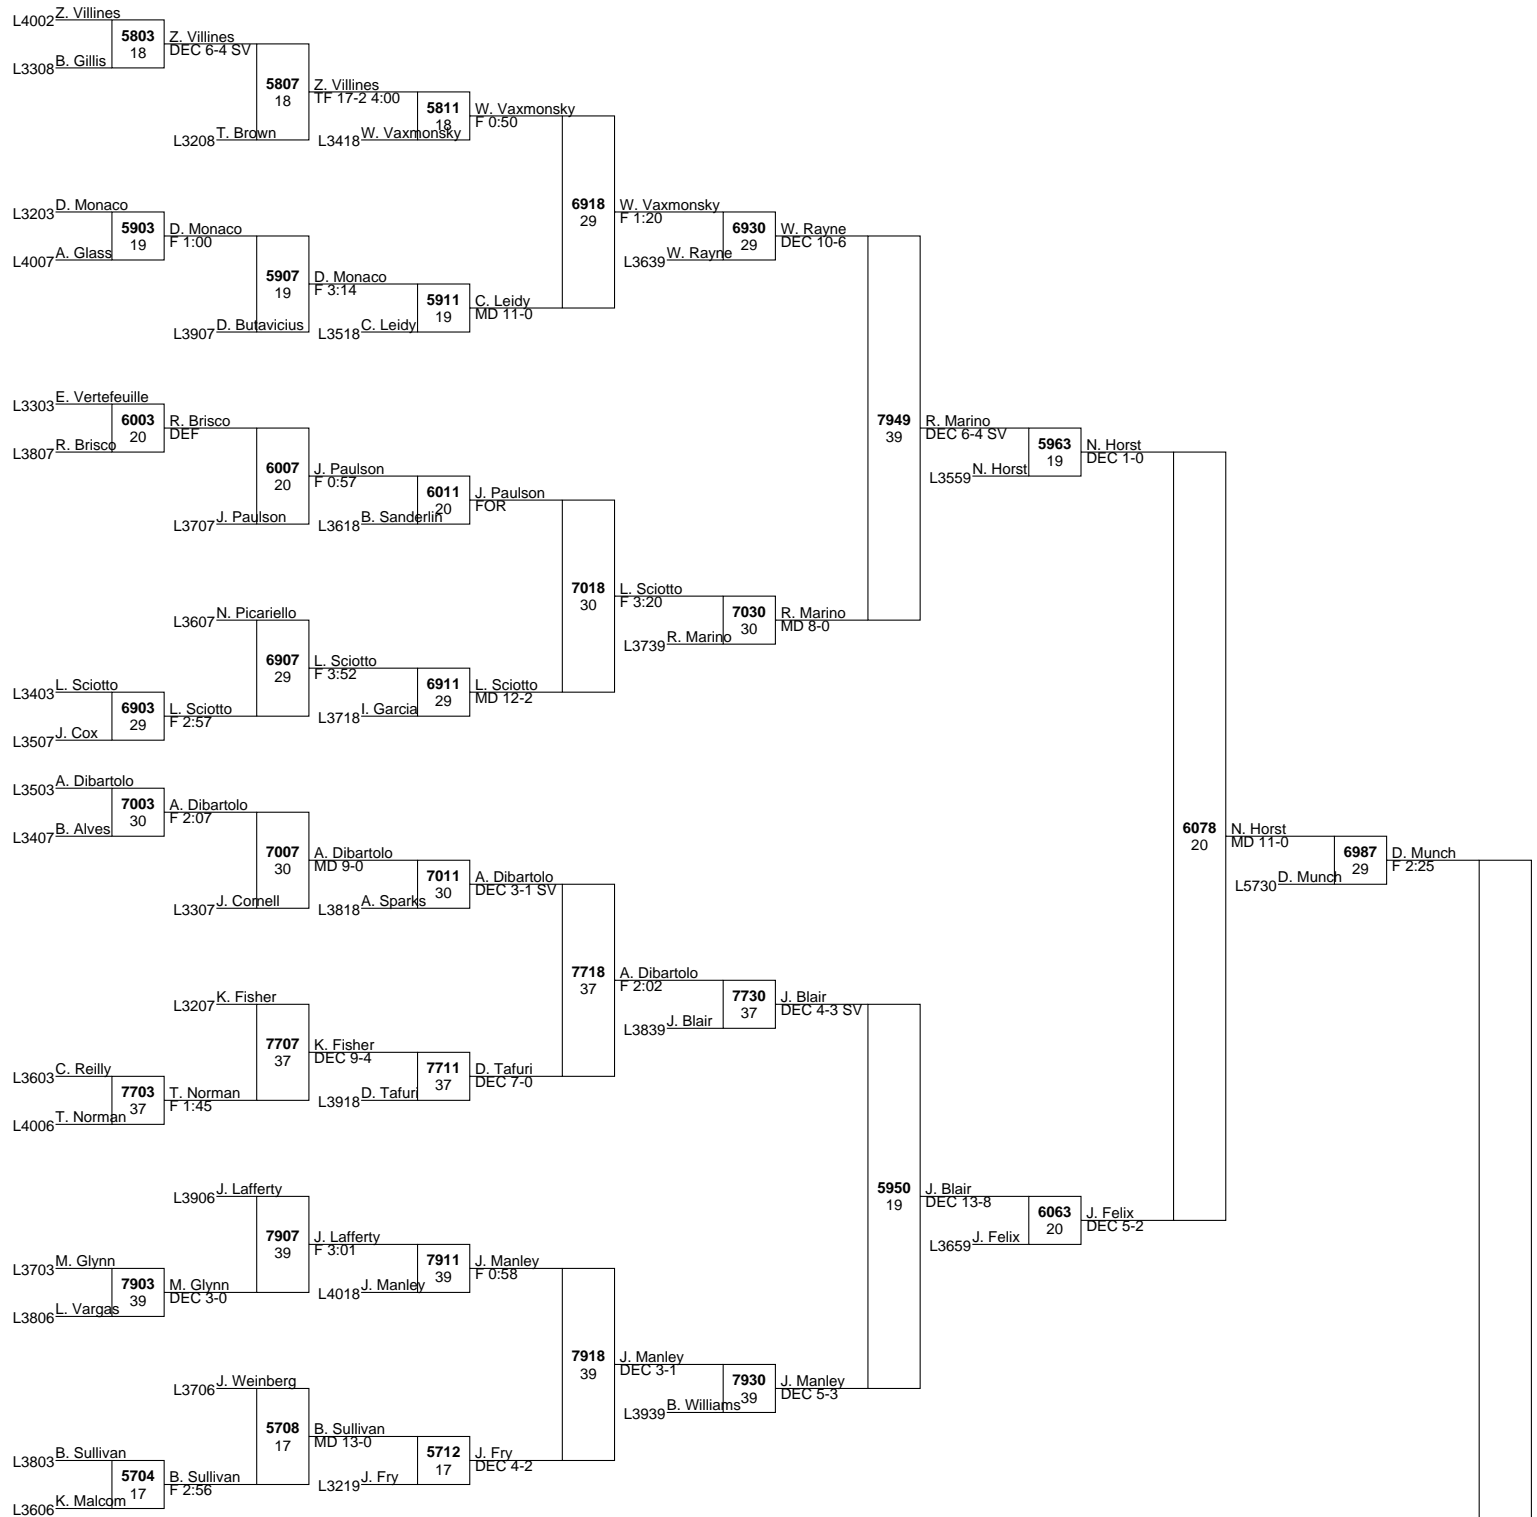 L4002 Z. Villines
5803
18
Z. Villines
DEC 6-4 SV
L3308 B. Gillis
5807
18
Z. Villines
TF 17-2 4:00
L3208 T. Brown
5811
18
W. Vaxmonsky
F 0:50
L3418 W. Vaxmonsky
L3203 D. Monaco
5903
19
D. Monaco
F 1:00
L4007 A. Glass
5907
19
D. Monaco
F 3:14
L3907 D. Butavicius
5911
19
C. Leidy
MD 11-0
L3518 C. Leidy
6918
29
W. Vaxmonsky
F 1:20
6930
29
W. Rayne
DEC 10-6
L3639 W. Rayne
L3303 E. Vertefeuille
6003
20
R. Brisco
DEF
L3807 R. Brisco
6007
20
J. Paulson
F 0:57
L3707 J. Paulson
6011
20
J. Paulson
FOR
L3618 B. Sanderlin
7949
39
R. Marino
DEC 6-4 SV
5963
19
N. Horst
DEC 1-0
L3559 N. Horst
7018
30
L. Sciotto
F 3:20
7030
30
R. Marino
MD 8-0
L3739 R. Marino
L3607 N. Picariello
6907
29
L. Sciotto
F 3:52
L3403 L. Sciotto
6903
29
L. Sciotto
F 2:57
L3507 J. Cox
6911
29
L. Sciotto
MD 12-2
L3718 I. Garcia
L3503 A. Dibartolo
7003
30
A. Dibartolo
F 2:07
L3407 B. Alves
7007
30
A. Dibartolo
MD 9-0
L3307 J. Cornell
7011
30
A. Dibartolo
DEC 3-1 SV
L3818 A. Sparks
6078
20
N. Horst
MD 11-0
6987
29
D. Munch
F 2:25
L5730 D. Munch
7718
37
A. Dibartolo
F 2:02
7730
37
J. Blair
DEC 4-3 SV
L3839 J. Blair
L3207 K. Fisher
7707
37
K. Fisher
DEC 9-4
L3603 C. Reilly
7703
37
T. Norman
F 1:45
L4006 T. Norman
7711
37
D. Tafuri
DEC 7-0
L3918 D. Tafuri
L3906 J. Lafferty
7907
39
J. Lafferty
F 3:01
L3703 M. Glynn
7903
39
M. Glynn
DEC 3-0
L3806 L. Vargas
7911
39
J. Manley
F 0:58
L4018 J. Manley
5950
19
J. Blair
DEC 13-8
6063
20
J. Felix
DEC 5-2
L3659 J. Felix
7918
39
J. Manley
DEC 3-1
7930
39
J. Manley
DEC 5-3
L3939 B. Williams
L3706 J. Weinberg
5708
17
B. Sullivan
MD 13-0
L3803 B. Sullivan
5704
17
B. Sullivan
F 2:56
L3606 K. Malcom
5712
17
J. Fry
DEC 4-2
L3219 J. Fry